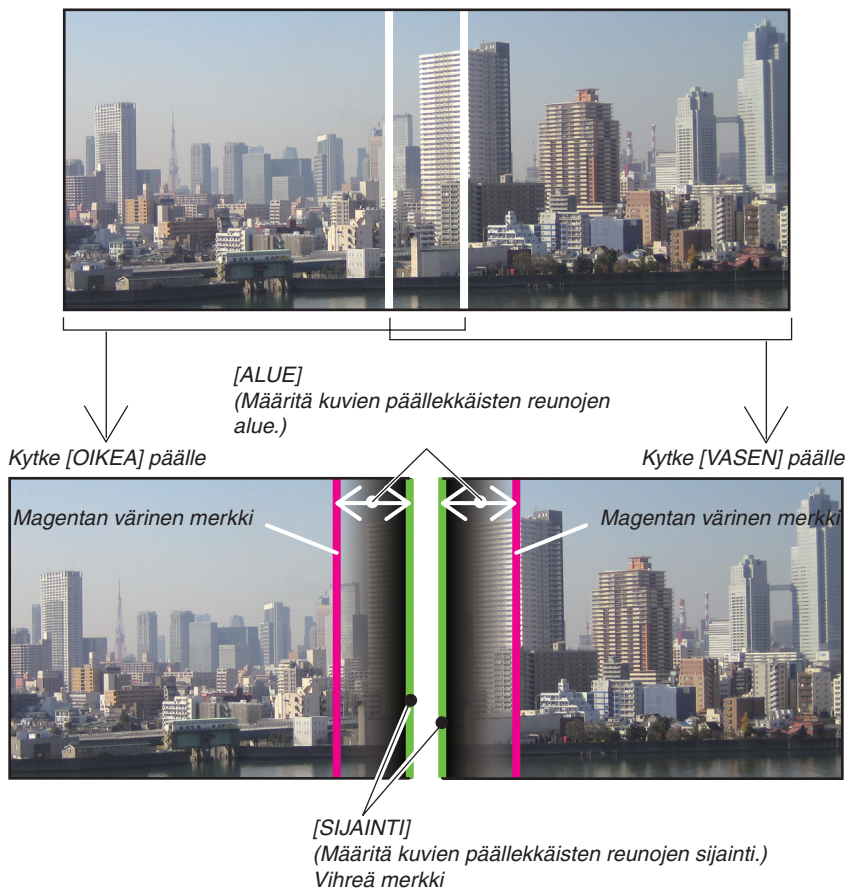 [ALUE]
(Määritä kuvien päällekkäisten reunojen
alue.)
Kytke [OIKEA] päälle
Kytke [VASEN] päälle
Magentan värinen merkki
Magentan värinen merkki
[SIJAINTI]
(Määritä kuvien päällekkäisten reunojen sijainti.)
Vihreä merkki